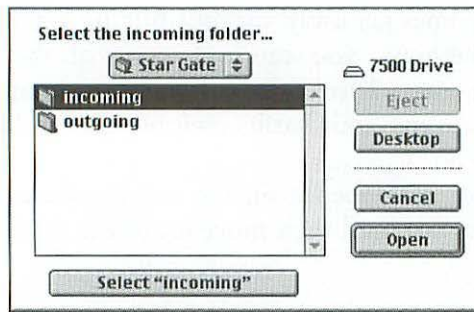 Select the incoming folder...
Star Gate
7500 Drive
incoming
outgoing
Eject
Desktop
Cancel
Open
Select “incoming”